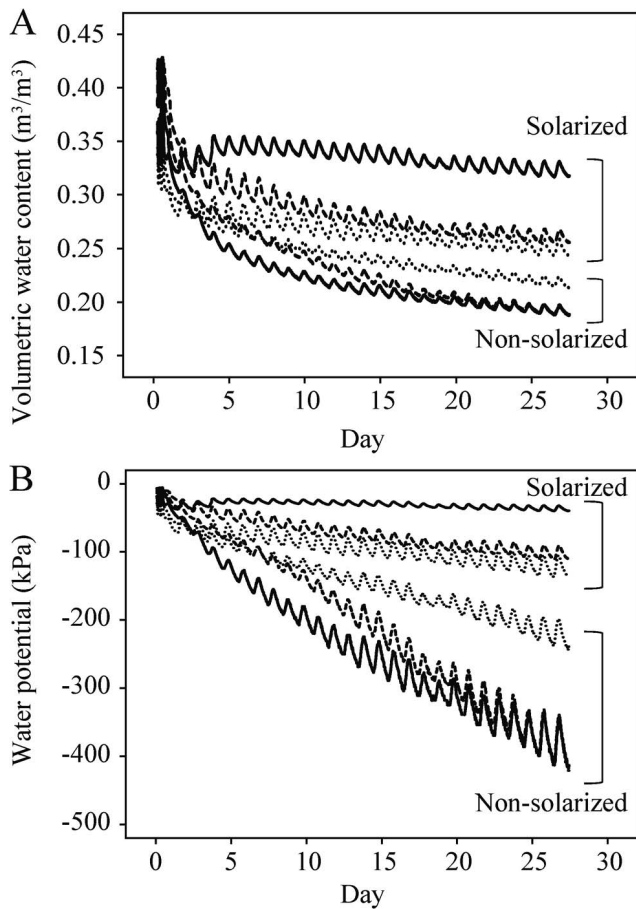 A
Volumetric water content (m³/m³)
0.45
0.40
0.35
0.30
0.25
0.20
0.15
Solarized
Non-solarized
0 5 10 15 20 25 30
Day
B
Water potential (kPa)
0
-100
-200
-300
-400
-500
Solarized
Non-solarized
0 5 10 15 20 25 30
Day